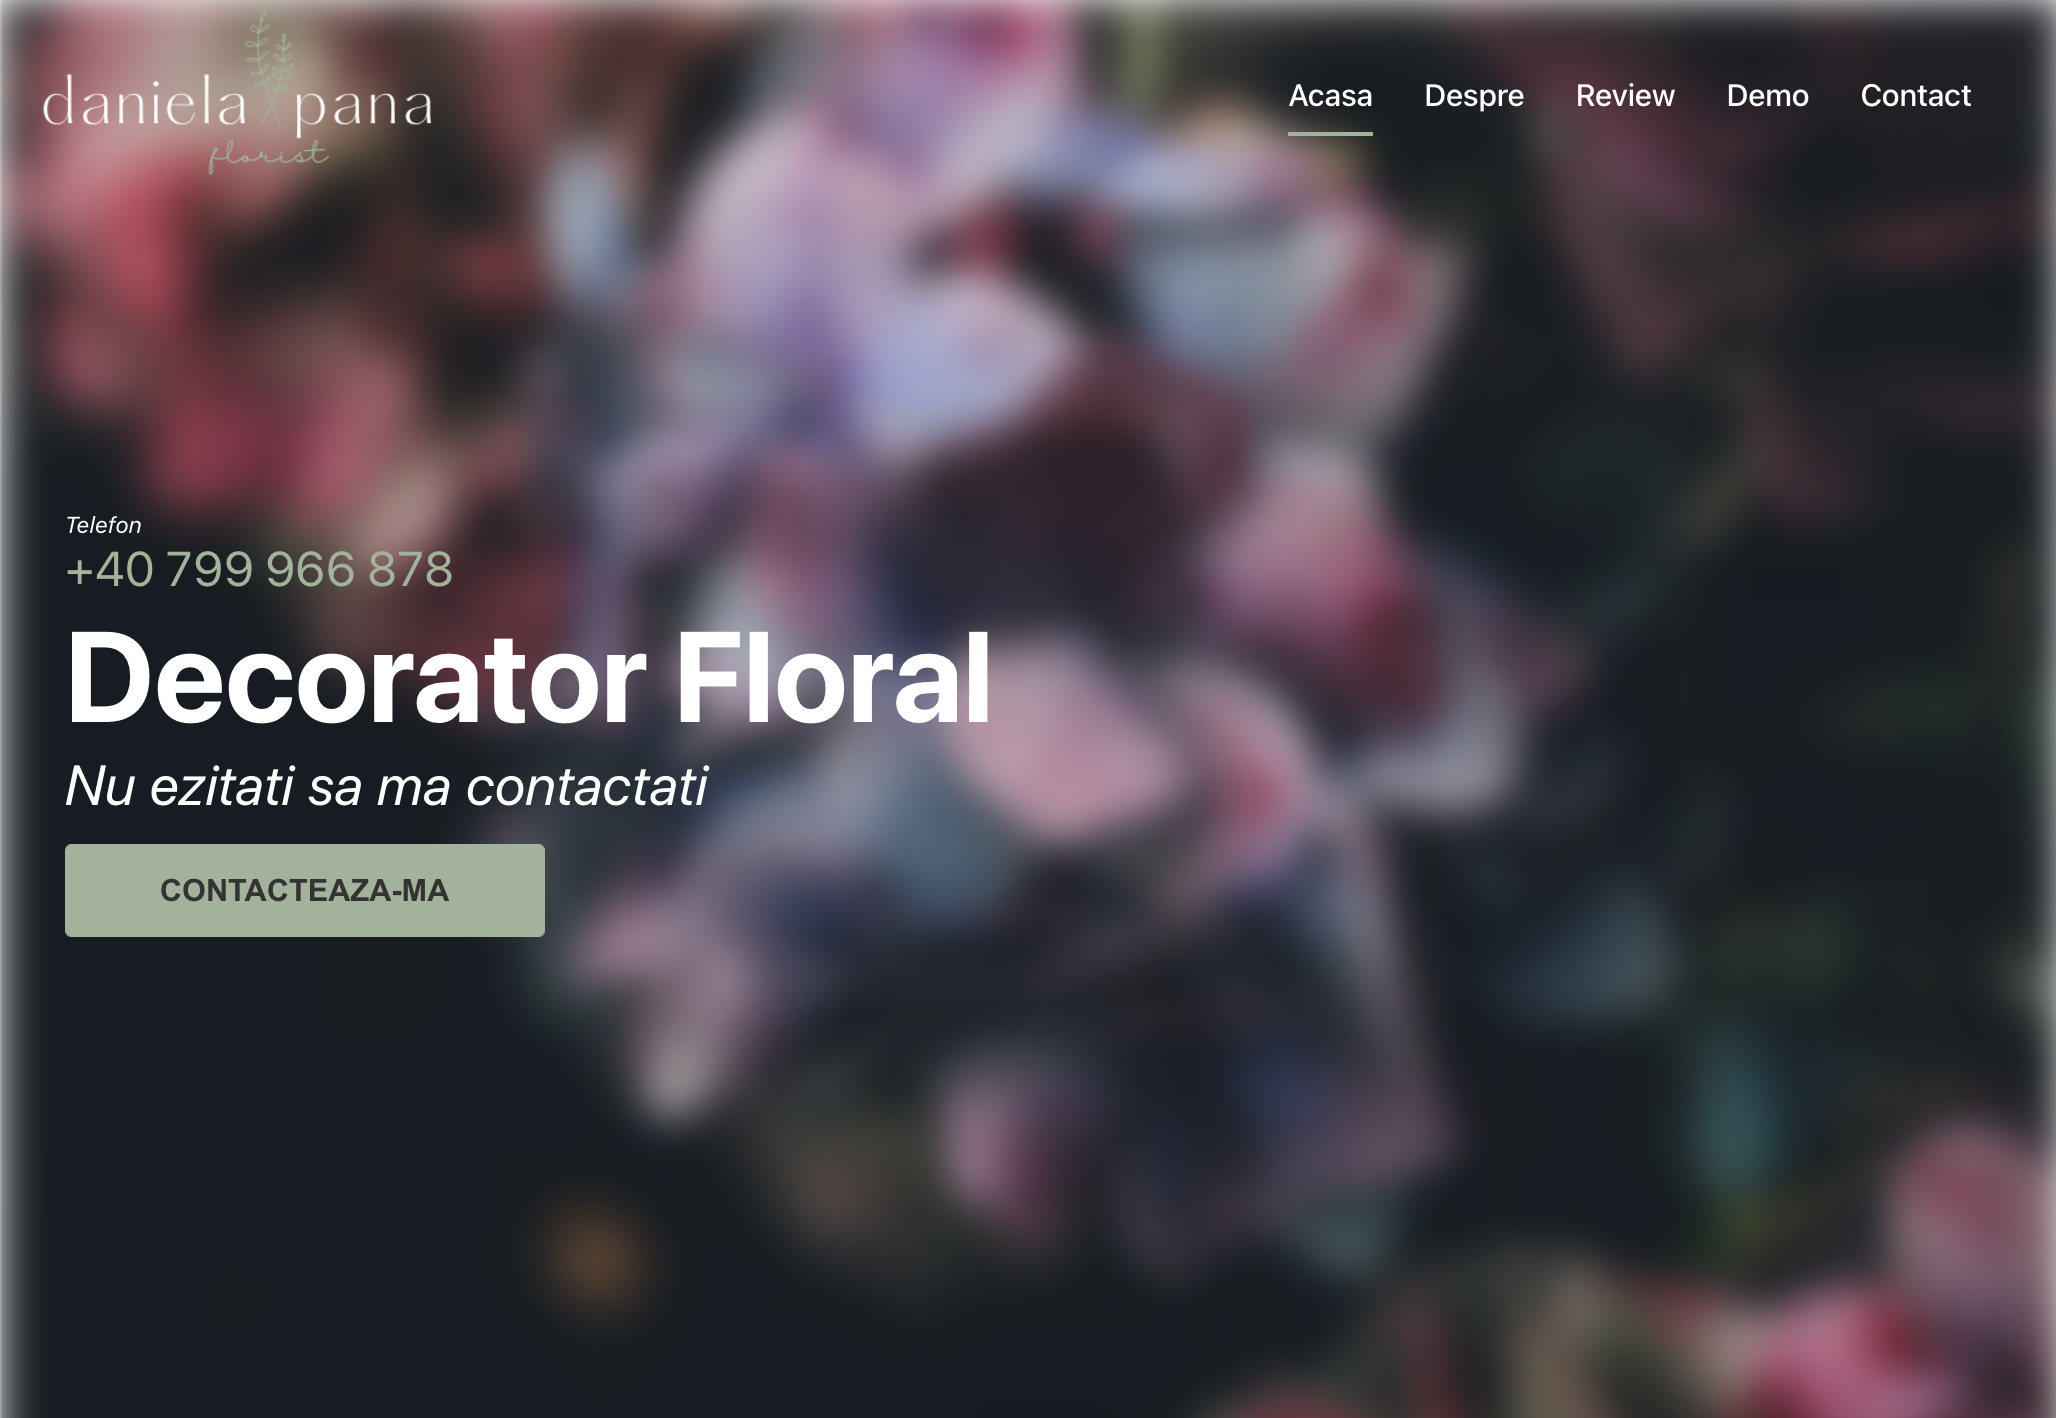 daniela pana
florist
Acasa Despre Review Demo Contact
Telefon
+40 799 966 878
Decorator Floral
Nu ezitati sa ma contactati
CONTACTEAZA-MA